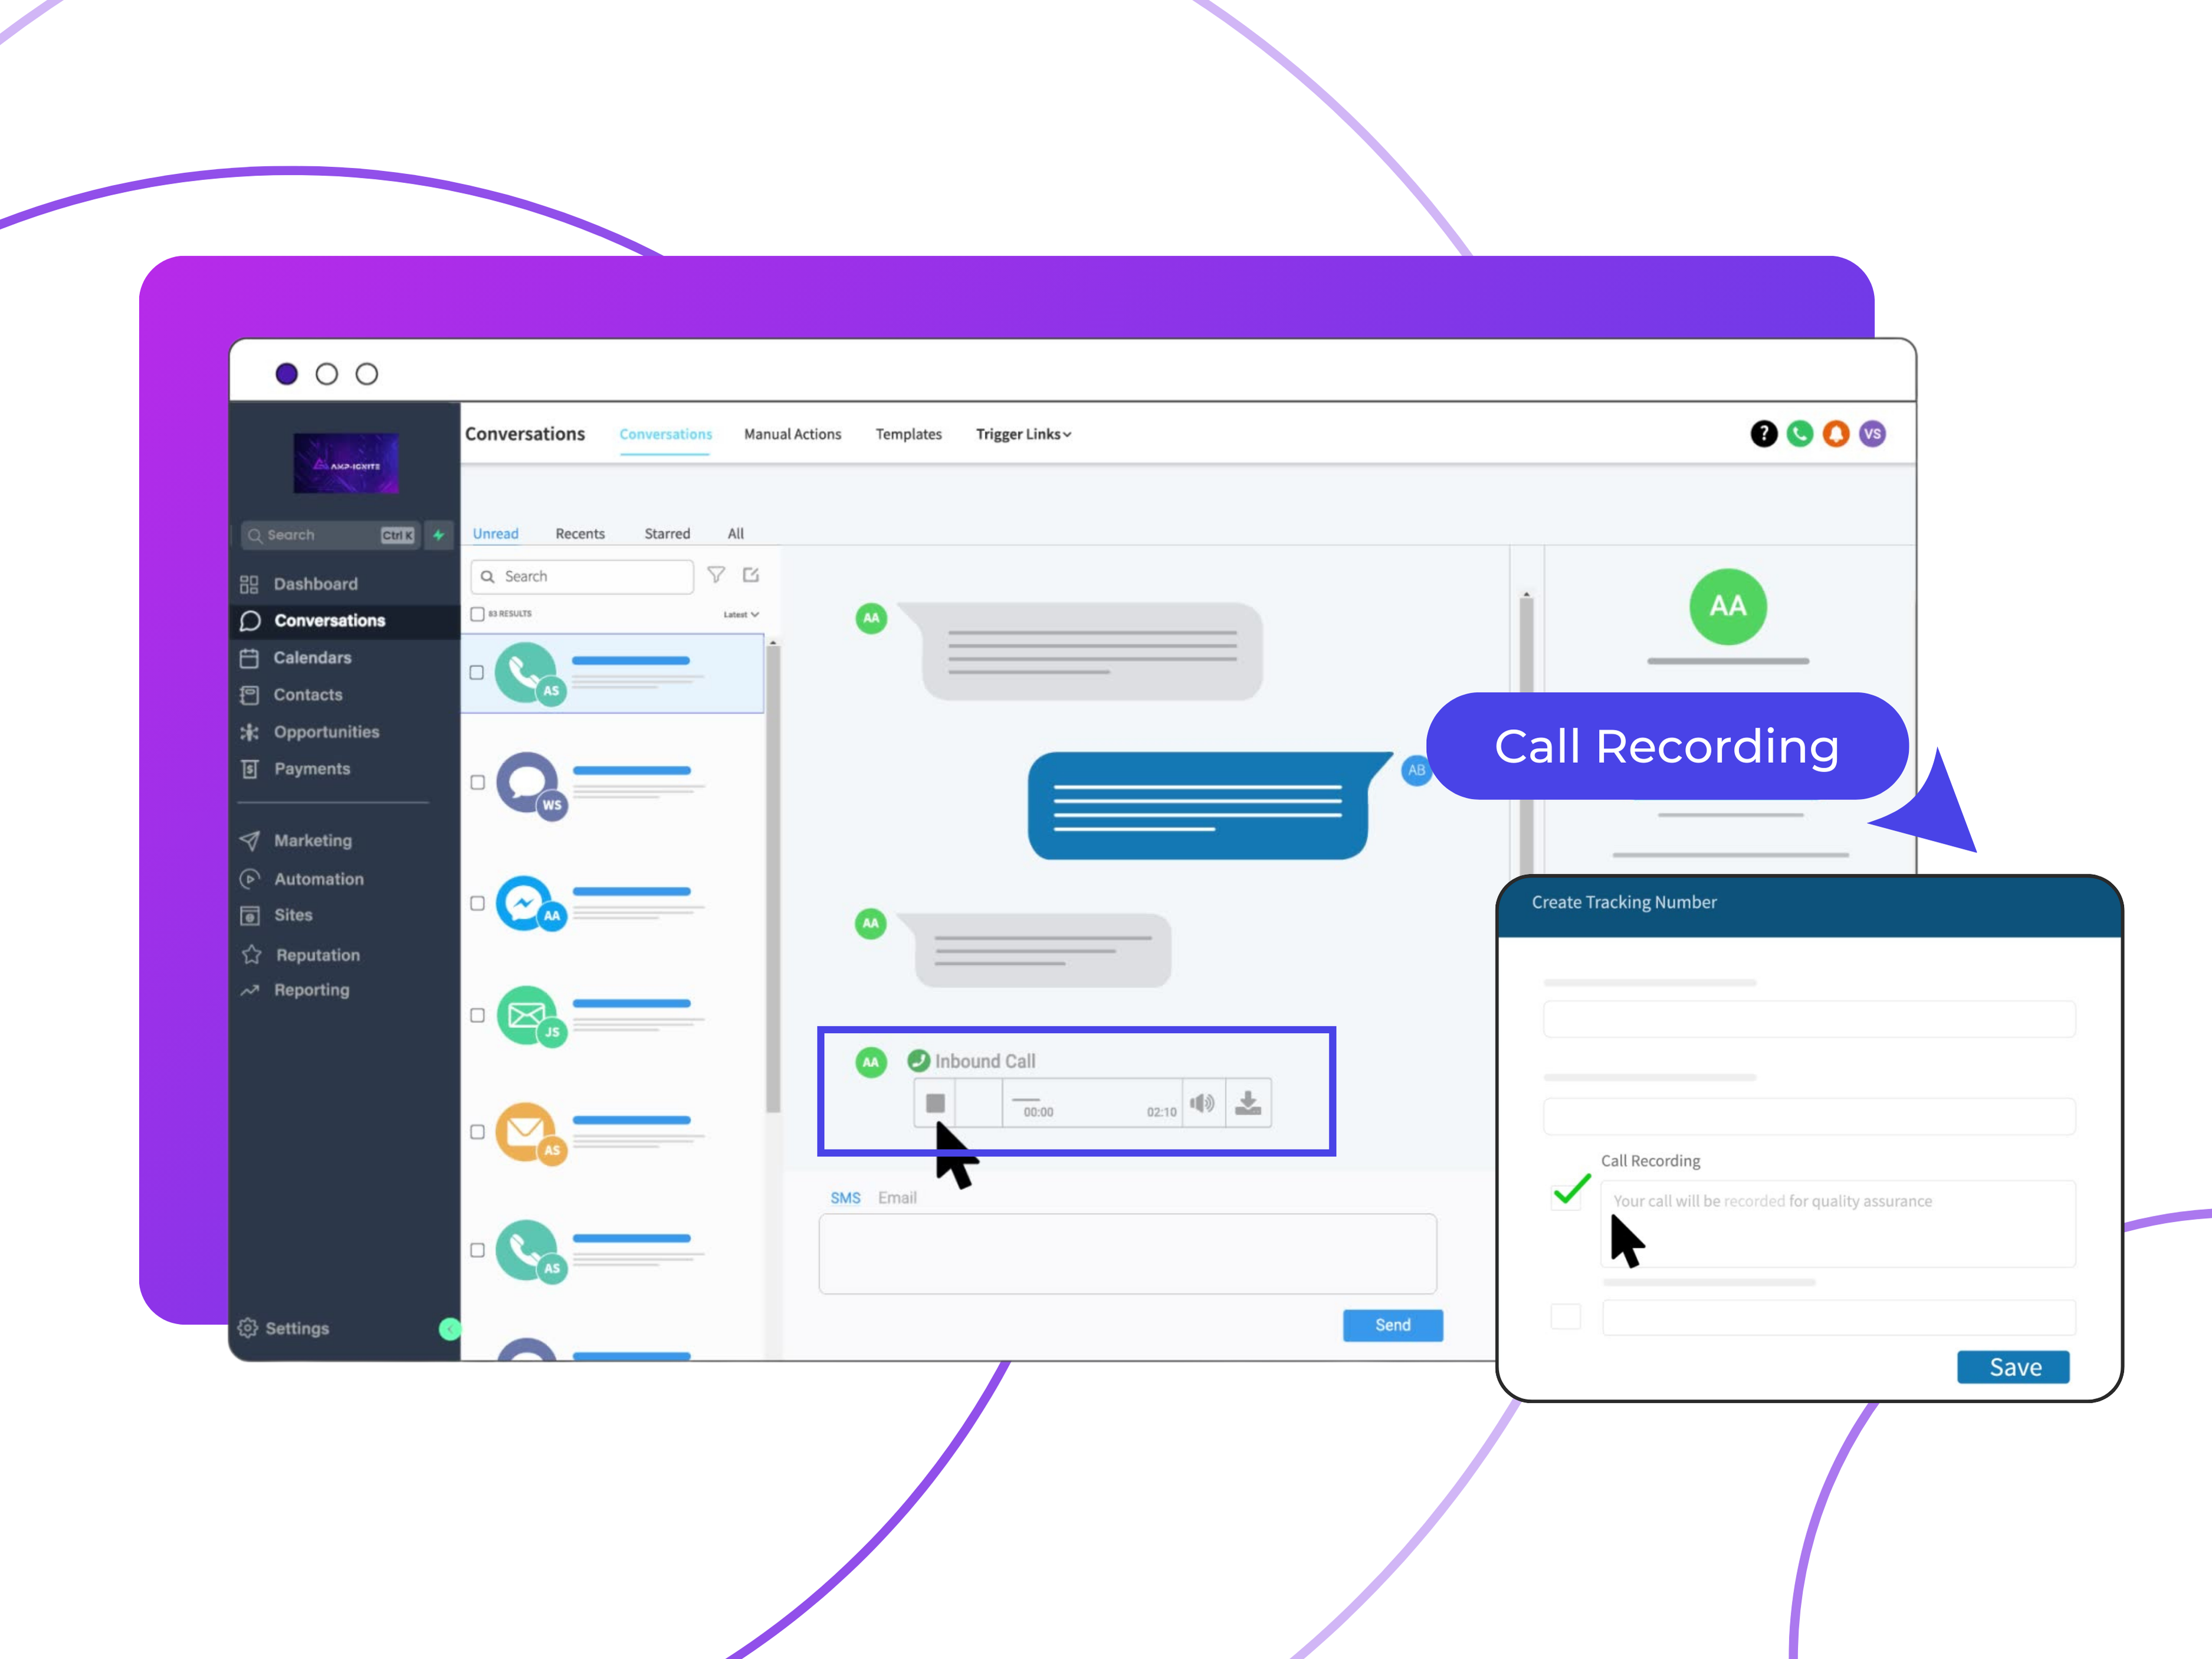 Conversations
Conversations
Manual Actions
Templates
Trigger Links
?
VS
AMP-IGNITE
Search
Ctrl K
Dashboard
Conversations
Calendars
Contacts
Opportunities
Payments
Marketing
Automation
Sites
Reputation
Reporting
Settings
Unread
Recents
Starred
All
Search
83 RESULTS
Latest
AS
WS
AA
JS
AS
AS
AA
AB
AA
AA
Inbound Call
00:00
02:10
SMS
Email
Send
AA
Call Recording
Create Tracking Number
Call Recording
Your call will be recorded for quality assurance
Save